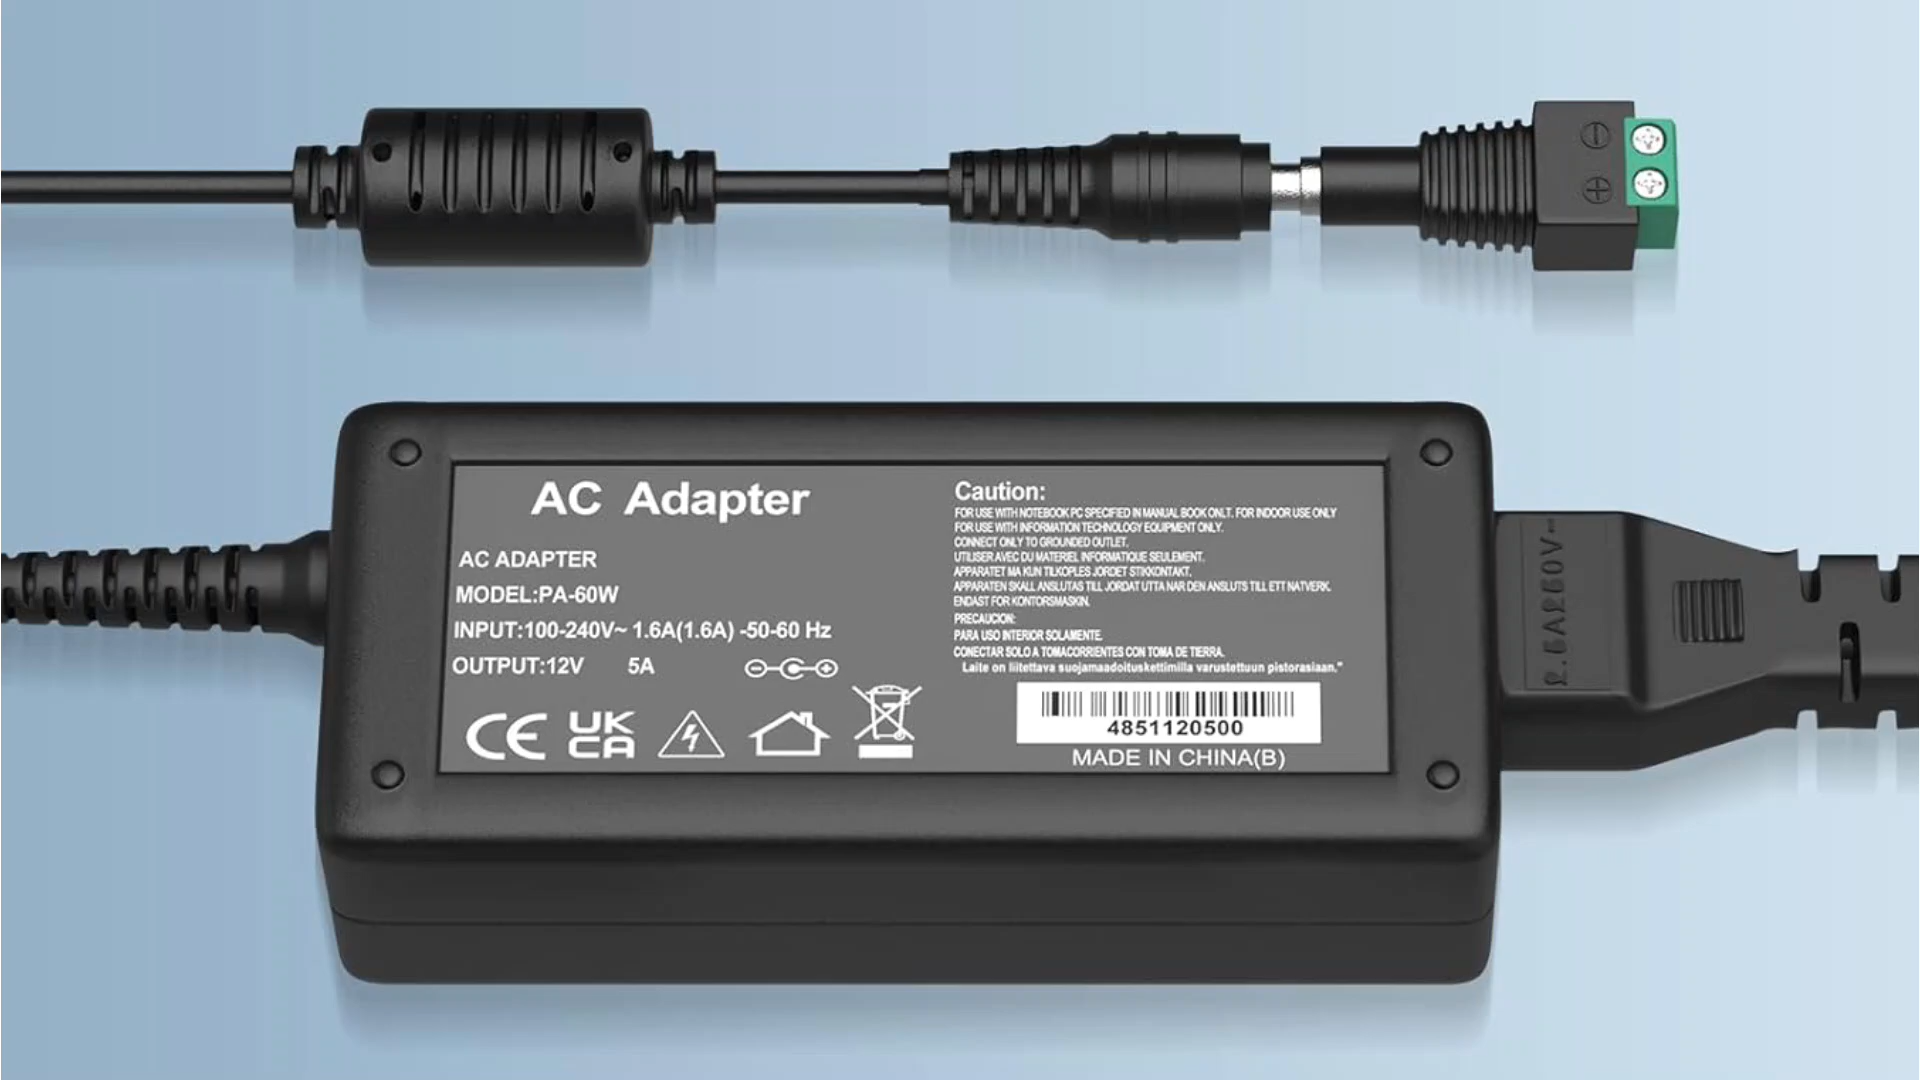 AC Adapter
AC ADAPTER
MODEL:PA-60W
INPUT:100-240V~ 1.6A(1.6A) -50-60 Hz
OUTPUT:12V 5A
CE
UK
CA
Caution:
FOR USE WITH NOTEBOOK PC SPECIFIED IN MANUAL BOOK ONLT. FOR INDOOR USE ONLY
FOR USE WITH INFORMATION TECHNOLOGY EQUIPMENT ONLY.
CONNECT ONLY TO GROUNDED OUTLET.
UTILISER AVEC DU MATERIEL INFORMATIQUE SEULEMENT.
APPARATET MA KUN TILKOPLES JORDET STIKKONTAKT.
APPARATEN SKALL ANSLUTAS TILL JORDAT UTTA NAR DEN ANSLUTS TILL ETT NATVERK.
ENDAST FOR KONTORSMASKIN.
PRECAUCION:
PARA USO INTERIOR SOLAMENTE.
CONECTAR SOLO A TOMACORRIENTES CON TOMA DE TIERRA.
Laite on liitettava suojamaadoituskettimilla varustettuun pistorasiaan."
4851120500
MADE IN CHINA(B)
2.5A250V~